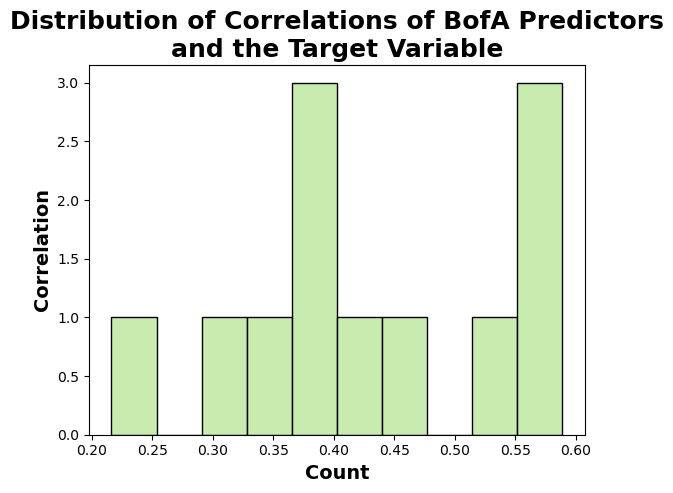 Distribution of Correlations of BofA Predictors
and the Target Variable
3.0
2.5
2.0
1.5
1.0
0.5
0.0
Correlation
0.20 0.25 0.30 0.35 0.40 0.45 0.50 0.55 0.60
Count